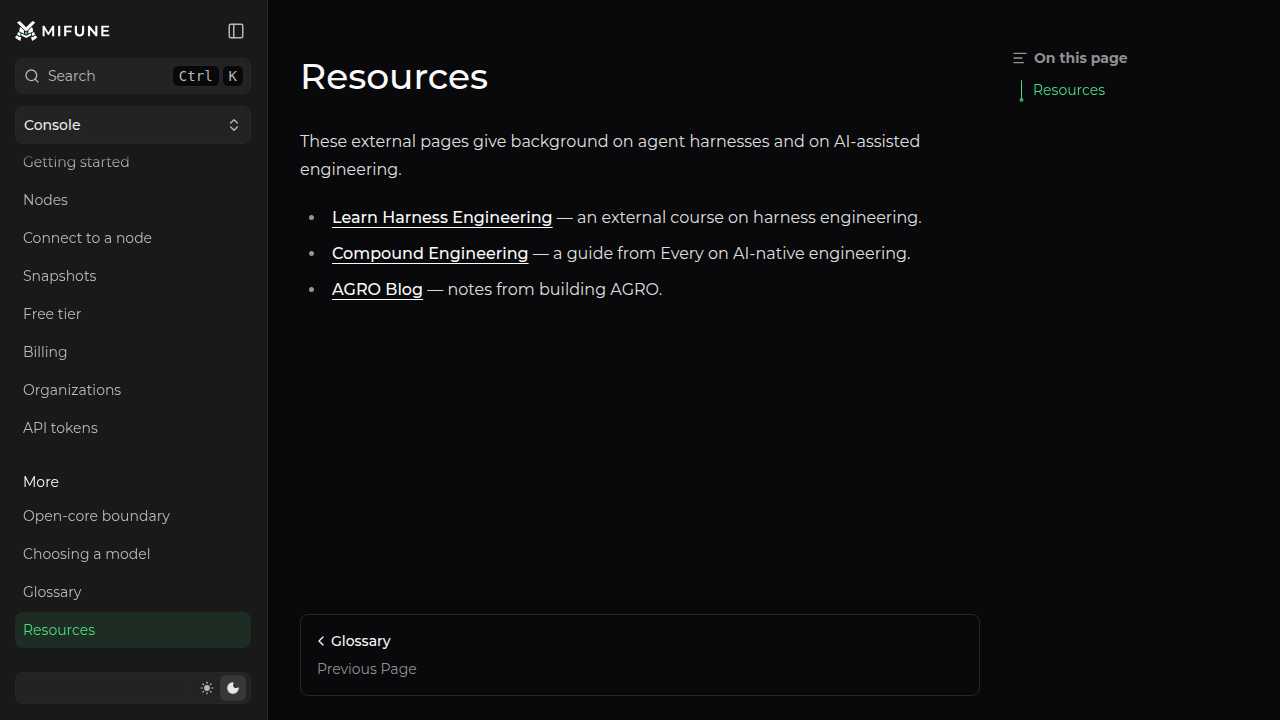 MIFUNE
Search Ctrl K
Console
Getting started
Nodes
Connect to a node
Snapshots
Free tier
Billing
Organizations
API tokens
More
Open-core boundary
Choosing a model
Glossary
Resources
Resources
These external pages give background on agent harnesses and on AI-assisted
engineering.
Learn Harness Engineering — an external course on harness engineering.
Compound Engineering — a guide from Every on AI-native engineering.
AGRO Blog — notes from building AGRO.
Glossary
Previous Page
On this page
Resources